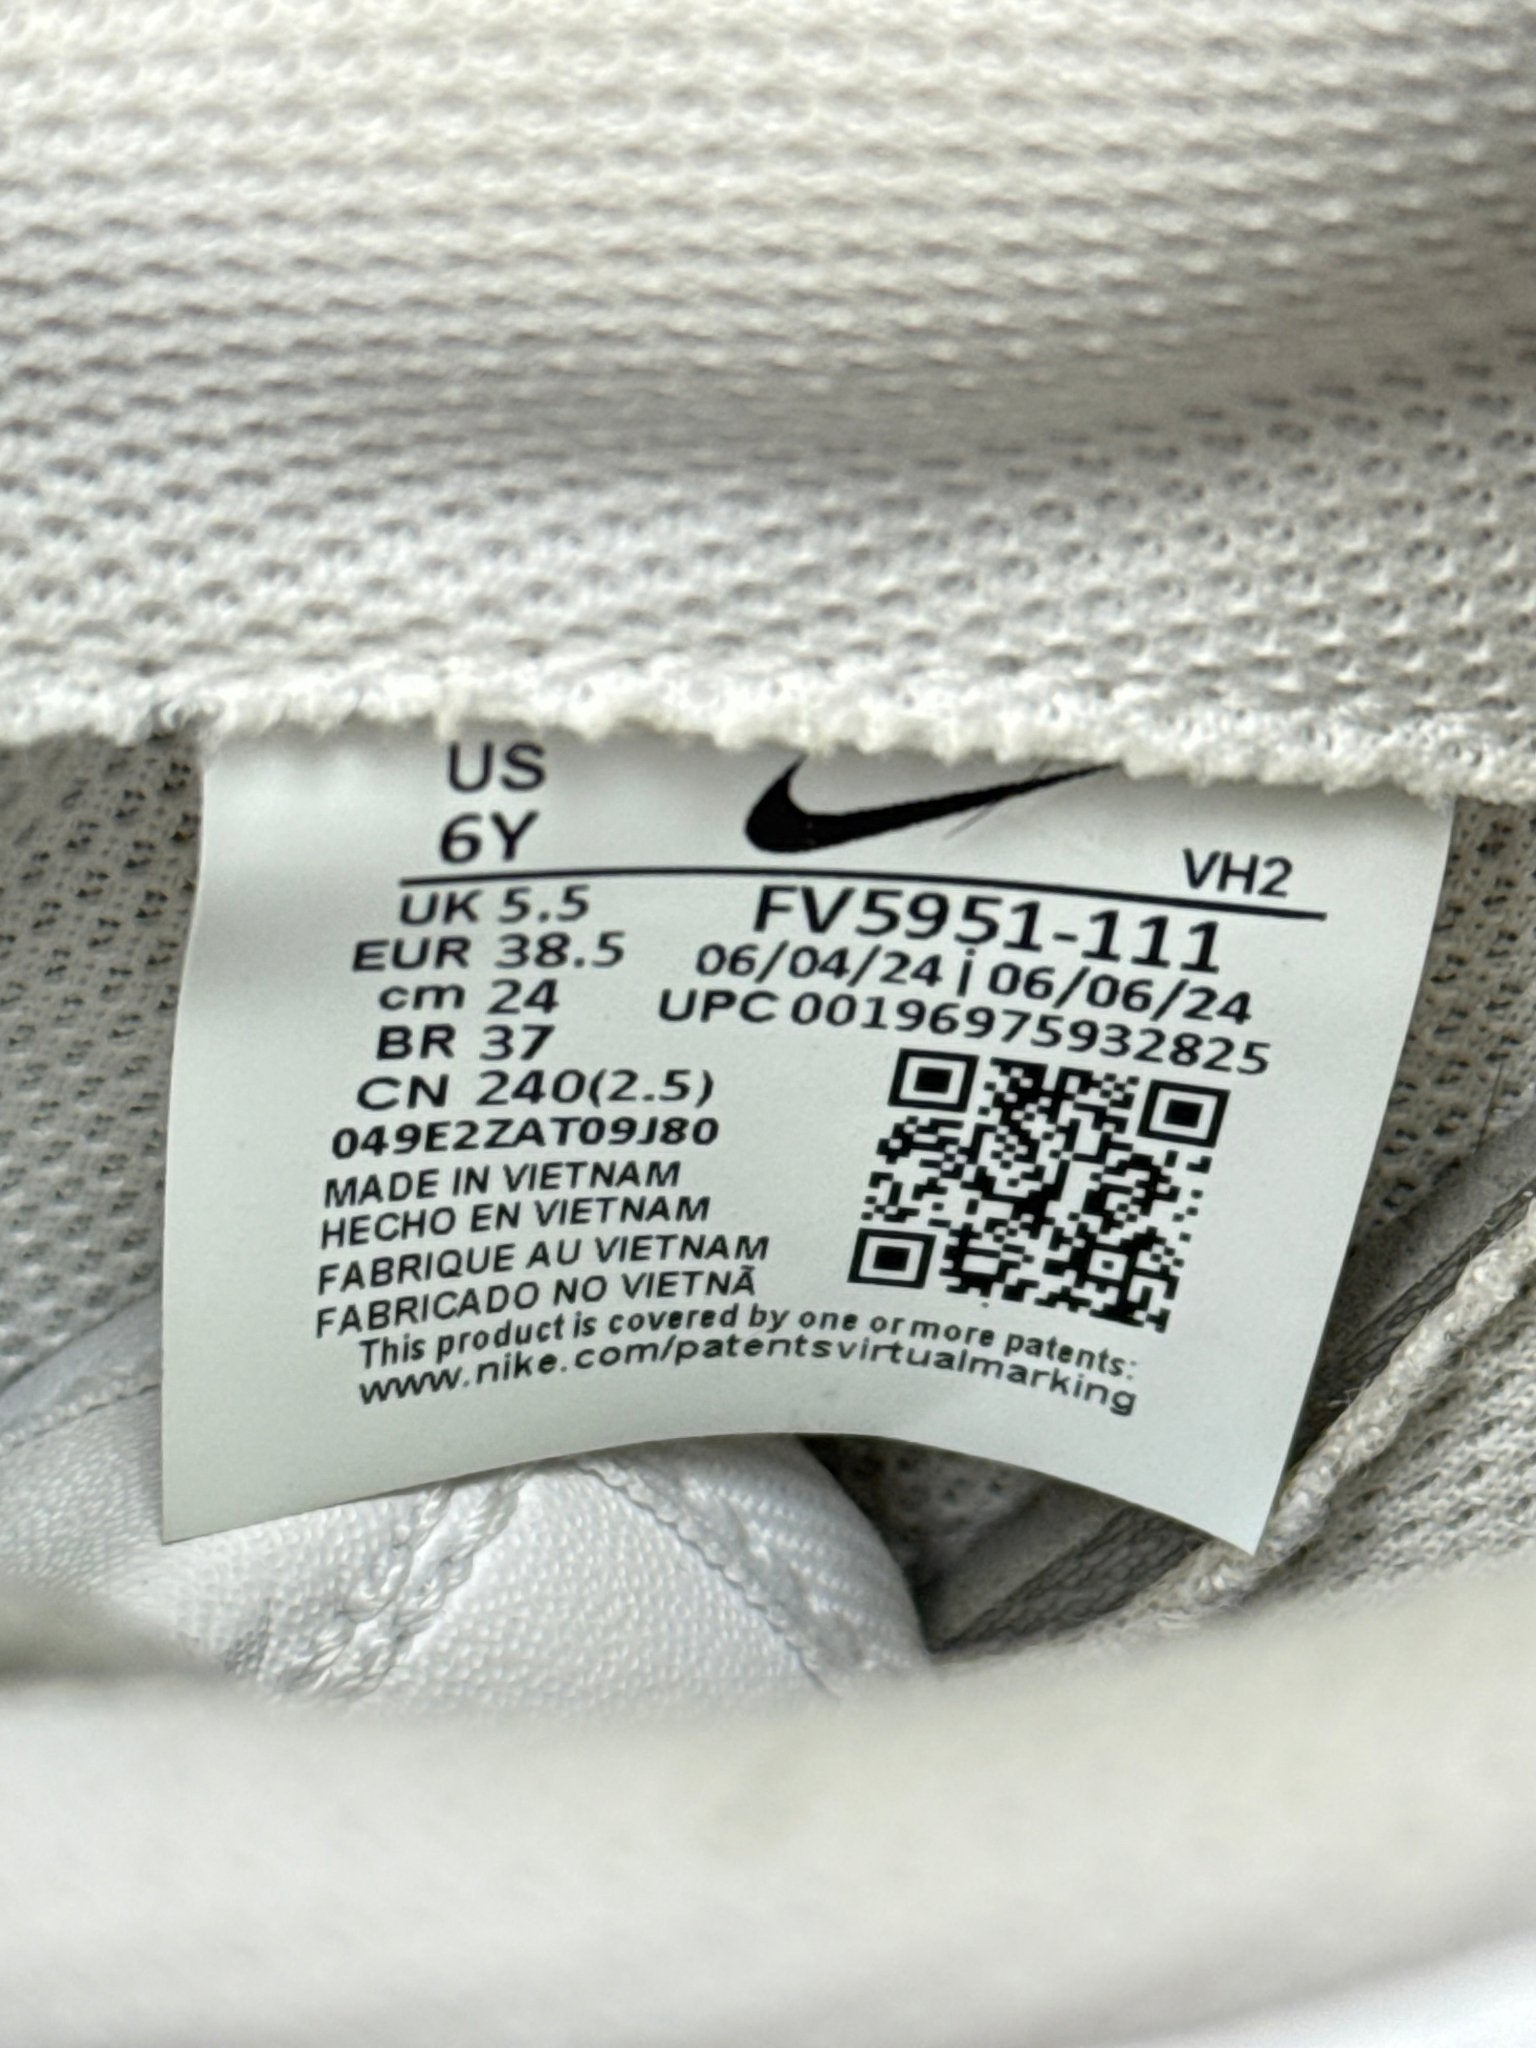 US
6Y
VH2
UK 5.5
EUR 38.5
cm 24
BR 37
CN 240(2.5)
049E2ZAT09J80
FV5951-111
06/04/24 | 06/06/24
UPC 00196975932825
MADE IN VIETNAM
HECHO EN VIETNAM
FABRIQUE AU VIETNAM
FABRICADO NO VIETNÃ
This product is covered by one or more patents:
www.nike.com/patentsvirtualmarking